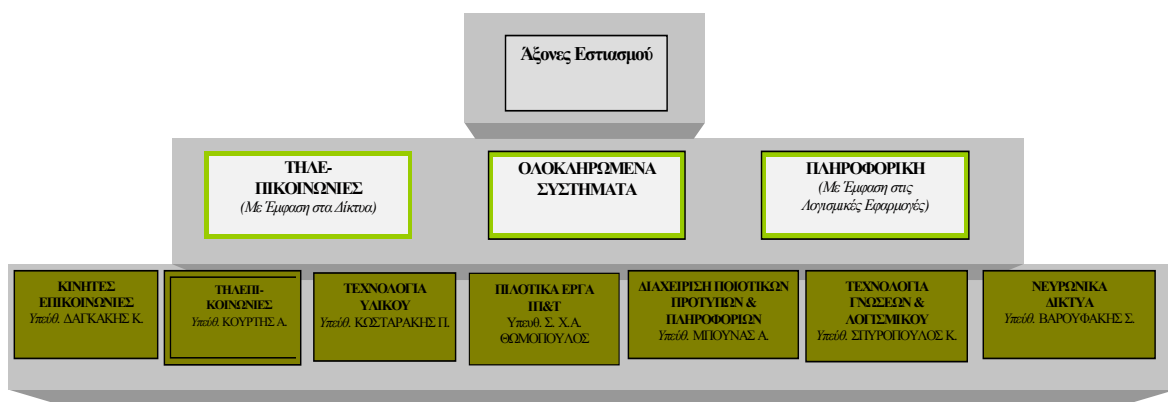 Άξονες Εστιασμού
ΤΗΛΕ-
ΠΙΚΟΙΝΩΝΙΕΣ
(Με Έμφαση στα Δίκτυα)
ΟΛΟΚΛΗΡΩΜΕΝΑ
ΣΥΣΤΗΜΑΤΑ
ΠΛΗΡΟΦΟΡΙΚΗ
(Με Έμφαση στις
Λογισμικές Εφαρμογές)
ΚΙΝΗΤΕΣ
ΕΠΙΚΟΙΝΩΝΙΕΣ
Υπεύθ. ΔΑΓΚΑΚΗΣ Κ.
ΤΗΛΕΠΙ-
ΚΟΙΝΩΝΙΕΣ
Υπεύθ. ΚΟΥΡΤΗΣ Α.
ΤΕΧΝΟΛΟΓΙΑ
ΥΛΙΚΟΥ
Υπεύθ. ΚΩΣΤΑΡΑΚΗΣ Π.
ΠΙΛΟΤΙΚΑ ΕΡΓΑ
ΙΠ&Τ
Υπευθ. Σ. Χ.Α.
ΘΩΜΟΠΟΥΛΟΣ
ΔΙΑΧΕΙΡΙΣΗ ΠΟΙΟΤΙΚΩΝ
ΠΡΟΤΥΠΩΝ &
ΠΛΗΡΟΦΟΡΙΩΝ
Υπεύθ. ΜΠΟΥΝΑΣ Α.
ΤΕΧΝΟΛΟΓΙΑ
ΓΝΩΣΕΩΝ &
ΛΟΓΙΣΜΙΚΟΥ
Υπεύθ. ΣΠΥΡΟΠΟΥΛΟΣ Κ.
ΝΕΥΡΩΝΙΚΑ
ΔΙΚΤΥΑ
Υπεύθ. ΒΑΡΟΥΦΑΚΗΣ Σ.